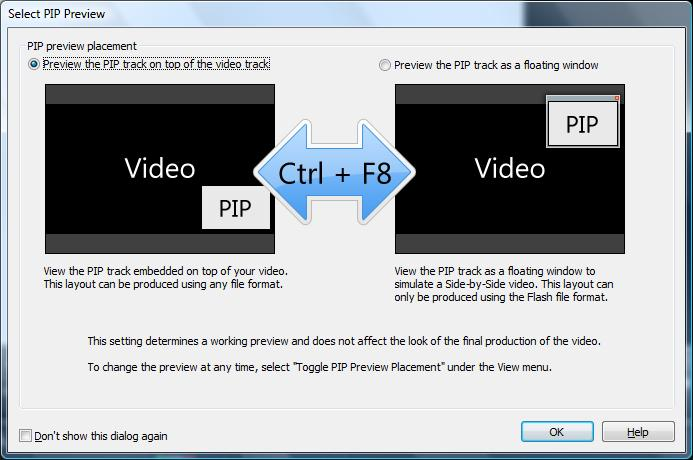 Select PIP Preview
PIP preview placement
Preview the PIP track on top of the video track
Preview the PIP track as a floating window
Video
PIP
Ctrl + F8
Video
PIP
View the PIP track embedded on top of your video.
This layout can be produced using any file format.
View the PIP track as a floating window to
simulate a Side-by-Side video. This layout can
only be produced using the Flash file format.
This setting determines a working preview and does not affect the look of the final production of the video.
To change the preview at any time, select "Toggle PIP Preview Placement" under the View menu.
Don't show this dialog again
OK
Help